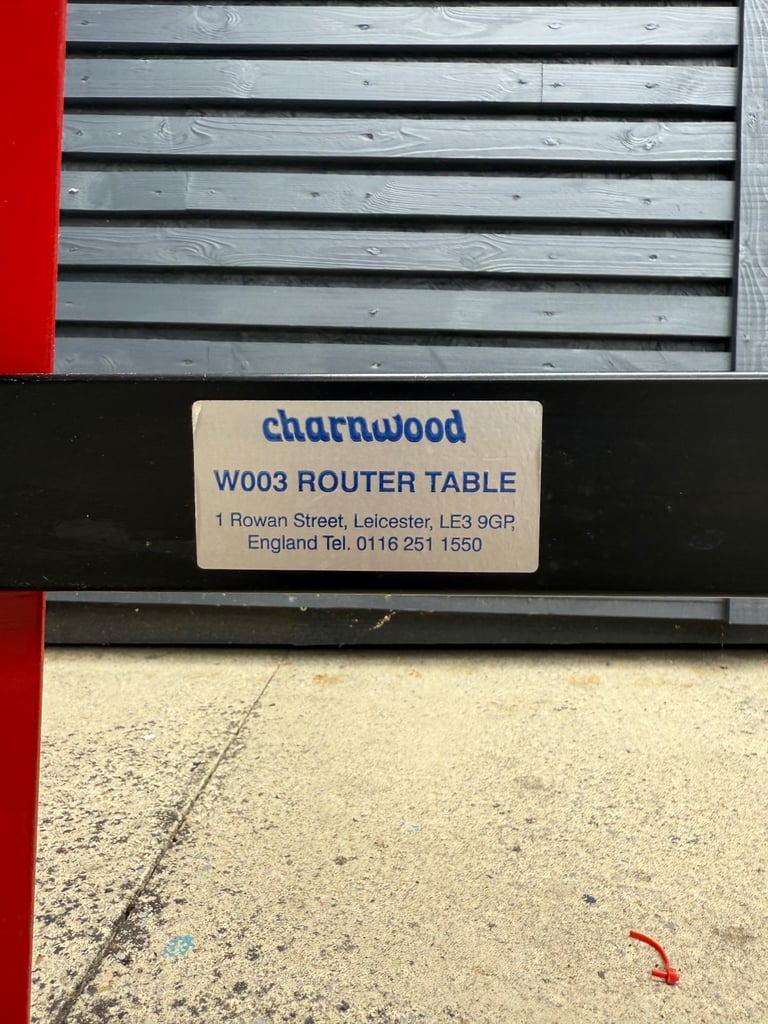 charnwood
W003 ROUTER TABLE
1 Rowan Street, Leicester, LE3 9GP,
England Tel. 0116 251 1550